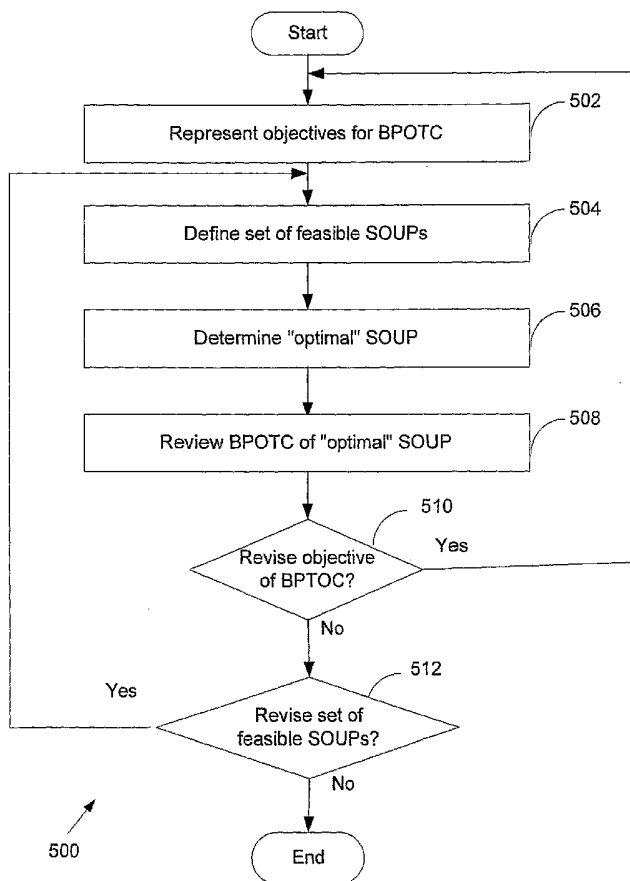 Start
502
Represent objectives for BPOTC
504
Define set of feasible SOUPs
506
Determine "optimal" SOUP
508
Review BPOTC of "optimal" SOUP
510
Revise objective
of BPTOC?
Yes
No
512
Yes
Revise set of
feasible SOUPs?
No
500
End